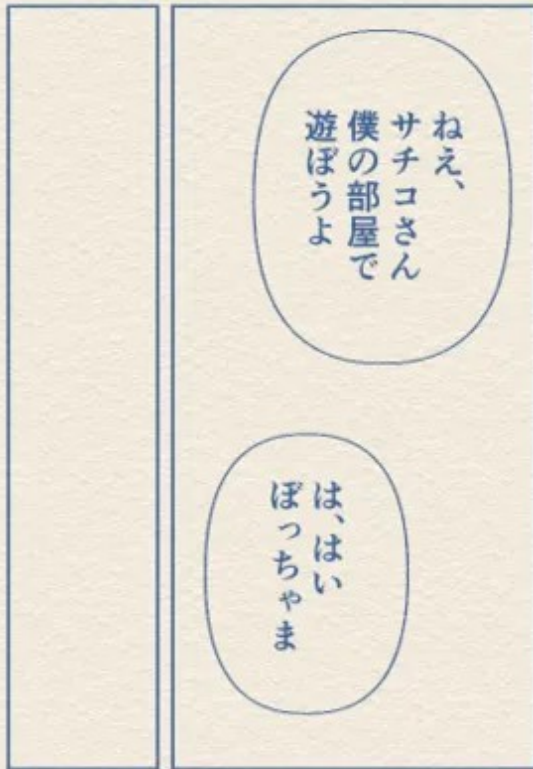 ねえ、
サチコさん
僕の部屋で
遊ぼうよ
は、はい
ぼっちゃま